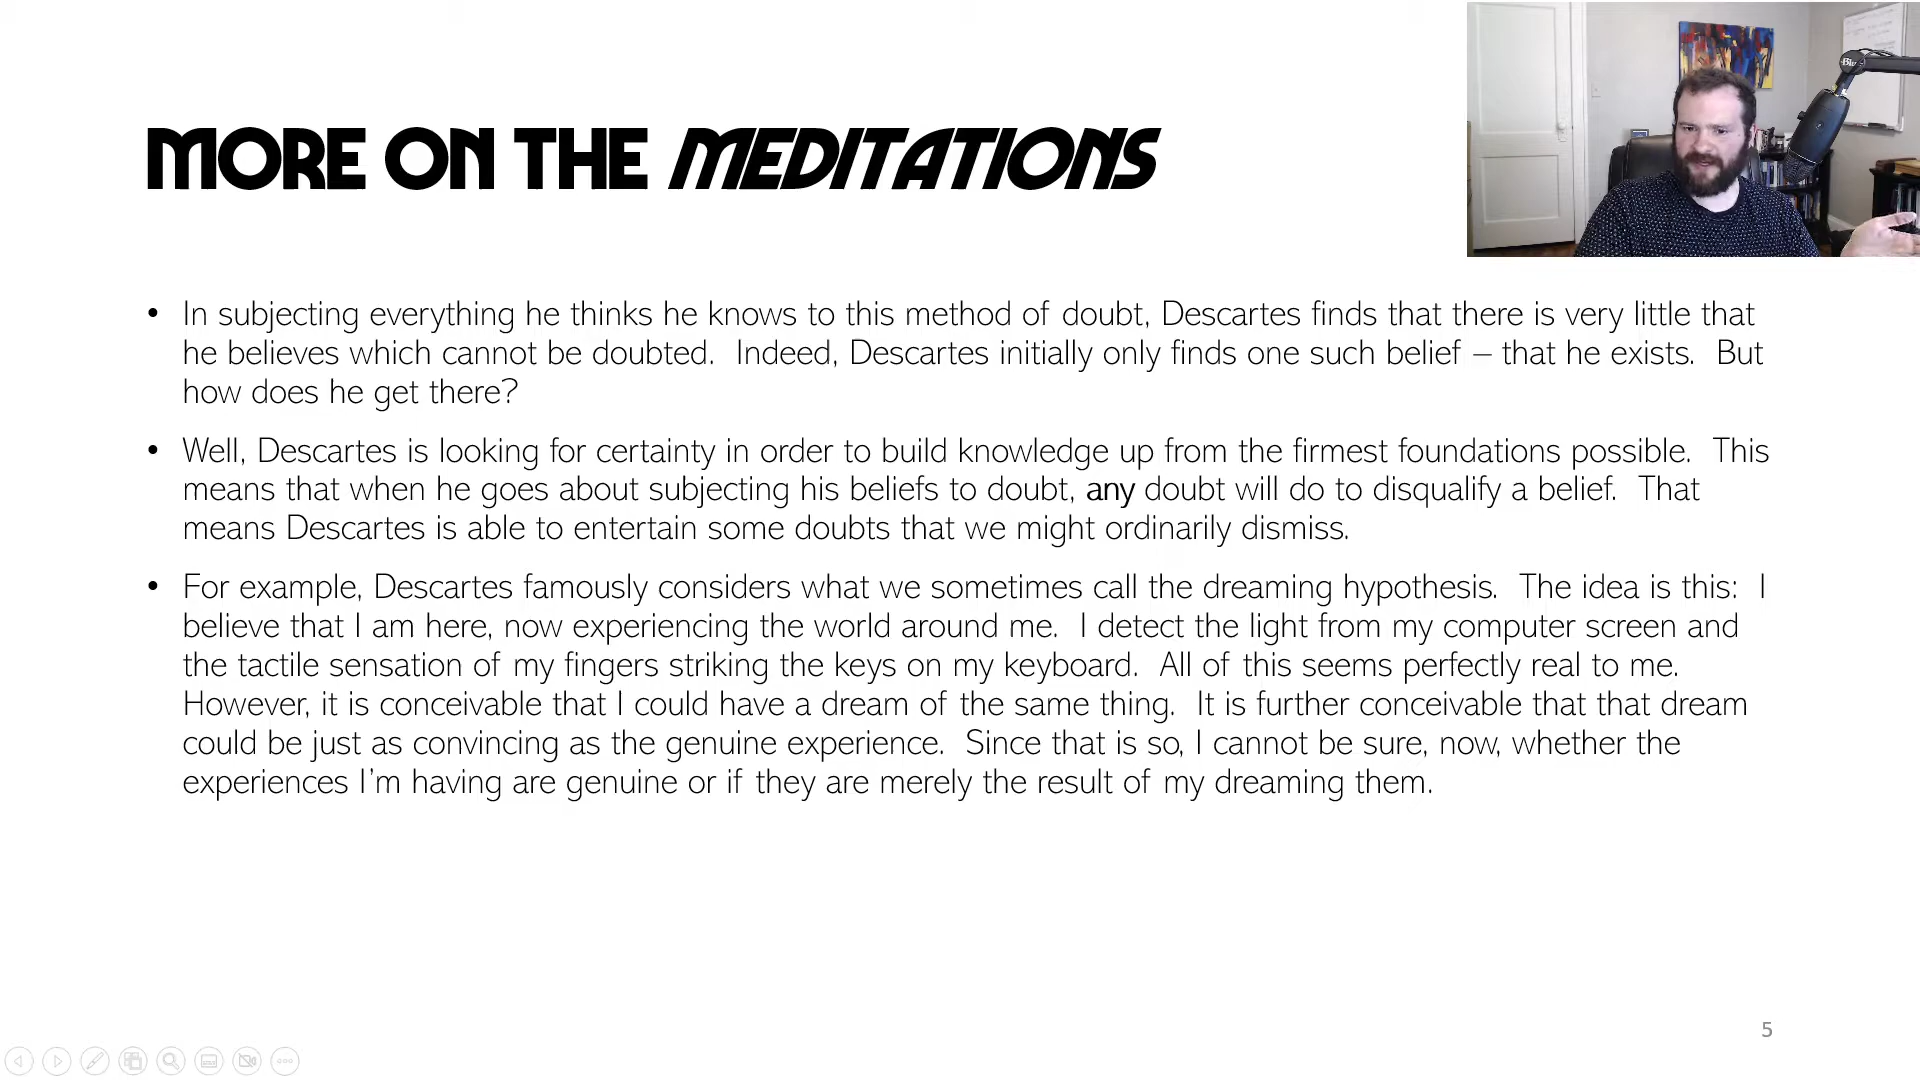 MORE ON THE MEDITATIONS
Blue
• In subjecting everything he thinks he knows to this method of doubt, Descartes finds that there is very little that
he believes which cannot be doubted. Indeed, Descartes initially only finds one such belief – that he exists. But
how does he get there?
• Well, Descartes is looking for certainty in order to build knowledge up from the firmest foundations possible. This
means that when he goes about subjecting his beliefs to doubt, any doubt will do to disqualify a belief. That
means Descartes is able to entertain some doubts that we might ordinarily dismiss.
• For example, Descartes famously considers what we sometimes call the dreaming hypothesis. The idea is this: I
believe that I am here, now experiencing the world around me. I detect the light from my computer screen and
the tactile sensation of my fingers striking the keys on my keyboard. All of this seems perfectly real to me.
However, it is conceivable that I could have a dream of the same thing. It is further conceivable that that dream
could be just as convincing as the genuine experience. Since that is so, I cannot be sure, now, whether the
experiences I'm having are genuine or if they are merely the result of my dreaming them.
5